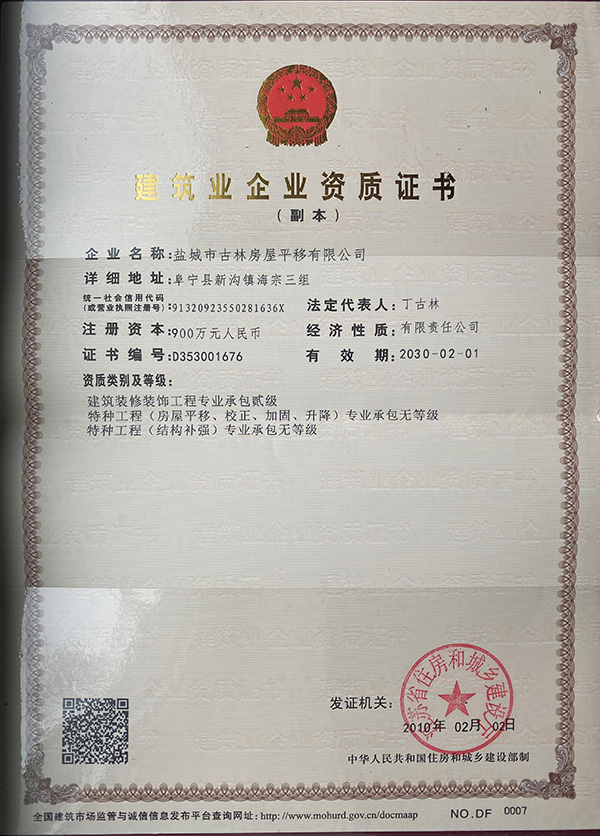 建筑业企业资质证书
（副本）
企业名称:盐城市古林房屋平移有限公司
详细地址:阜宁县新沟镇海宗三组
统一社会信用代码
(或营业执照注册号):91320923550281636X 法定代表人:丁古林
注册资本:900万元人民币 经济性质:有限责任公司
证书编号:D353001676 有效期:2030-02-01
资质类别及等级:
建筑装修装饰工程专业承包贰级
特种工程（房屋平移、校正、加固、升降）专业承包无等级
特种工程（结构补强）专业承包无等级
江苏省住房和城乡建设厅
发证机关:
2010年 02月 02日
中华人民共和国住房和城乡建设部制
全国建筑市场监管与诚信信息发布平台查询网址: http://www.mohurd.gov.cn/docmaap
NO.DF 0007